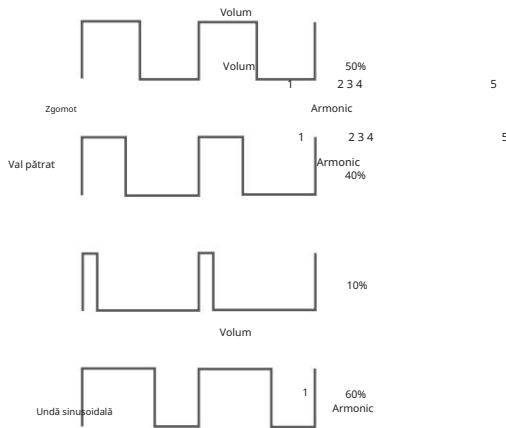 Volum
Volum 50%
1 2 3 4 5
Zgomot Armonic
1 2 3 4 5
Val pătrat Armonic
40%
10%
Volum
1 60%
Undă sinusoidală Armonic